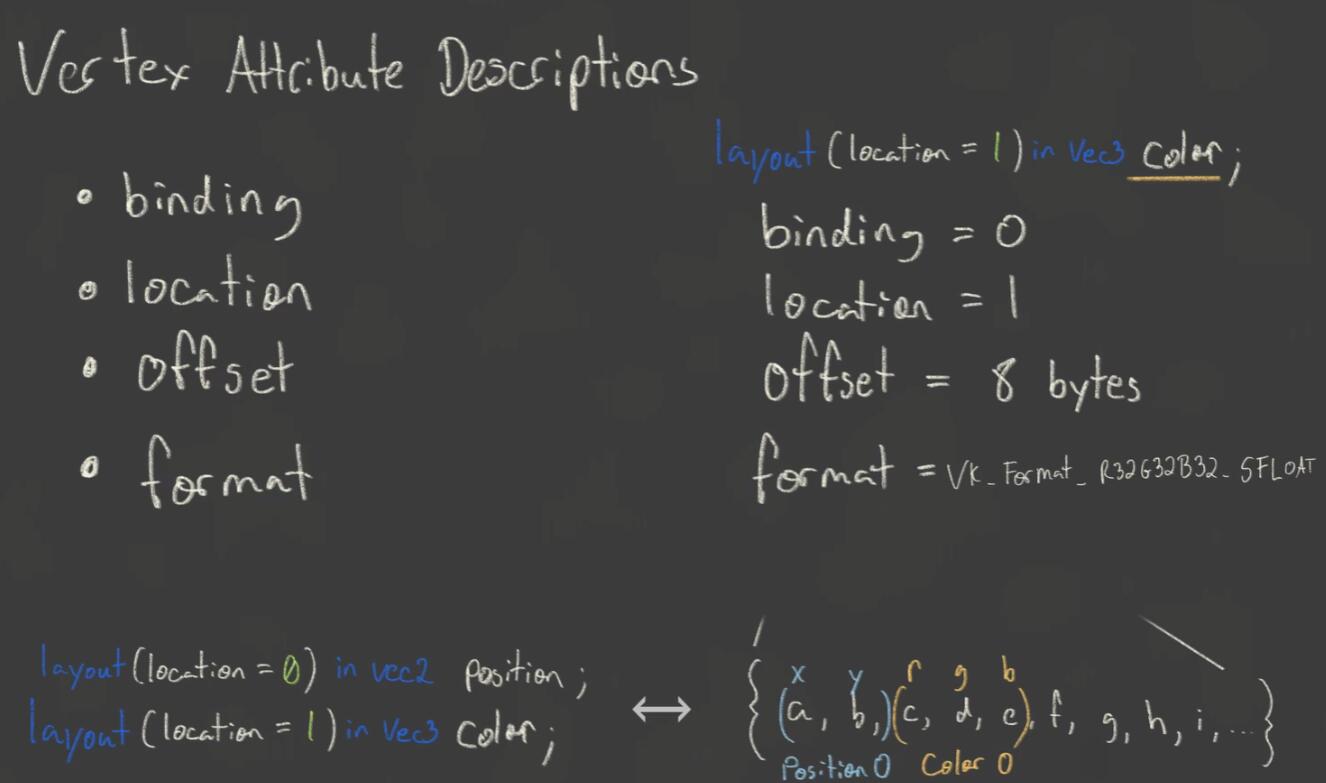 Vertex Attribute Descriptions
• binding
• location
• offset
• format
layout (location = 1) in vec3 color;
binding = 0
location = 1
offset = 8 bytes
format = VK_Format_R32G32B32_SFLOAT
layout (location = 0) in vec2 position;
layout (location = 1) in vec3 color;
↔
x y r g b
{ (a, b,)(c, d, e), f, g, h, i, ... }
Position 0 Color 0